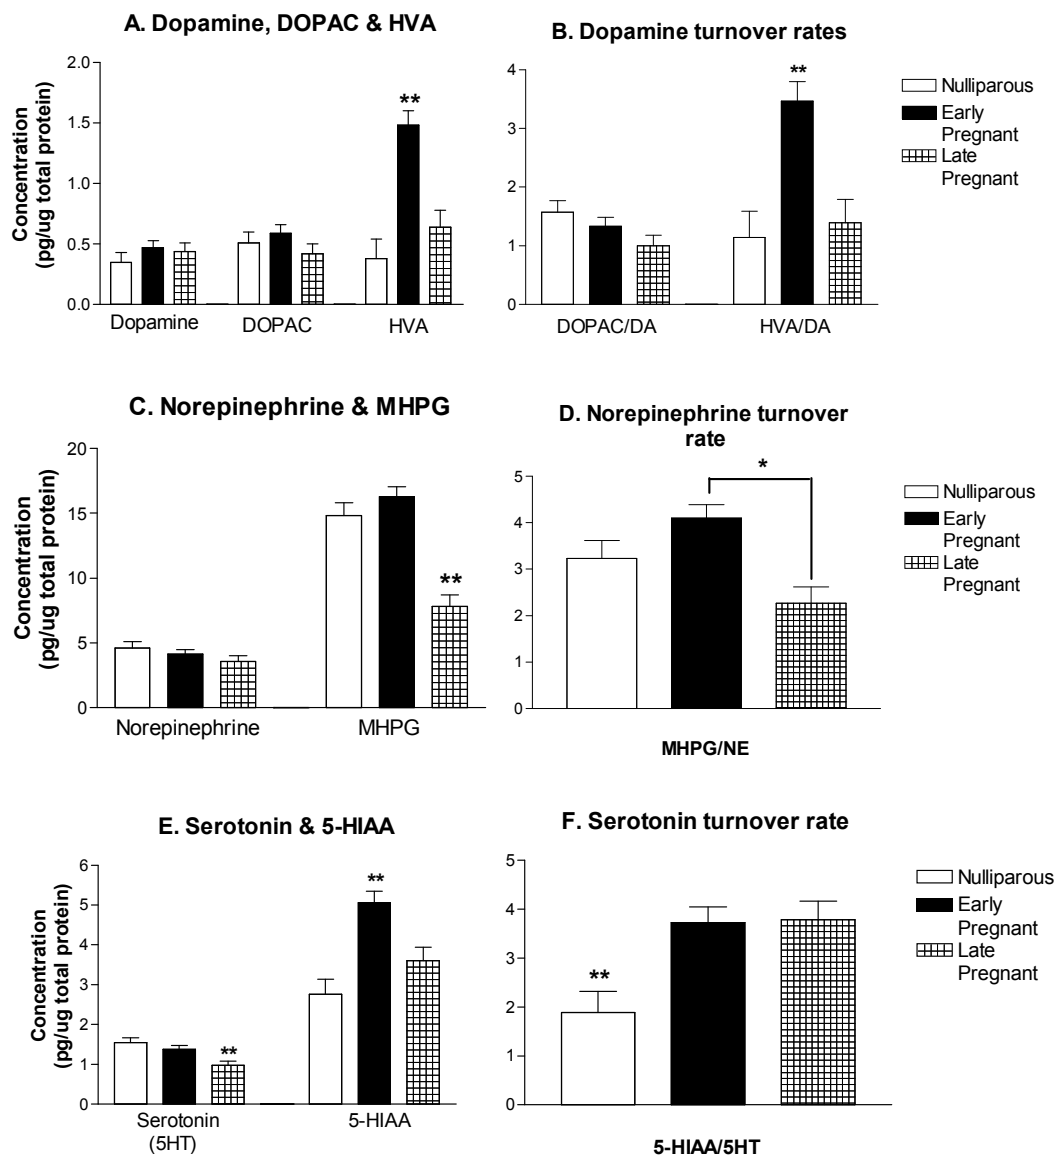 A. Dopamine, DOPAC & HVA
Concentration
(pg/ug total protein)
2.0
1.5
1.0
0.5
0.0
**
Dopamine
DOPAC
HVA
B. Dopamine turnover rates
4
3
2
1
0
**
DOPAC/DA
HVA/DA
Nulliparous
Early
Pregnant
Late
Pregnant
C. Norepinephrine & MHPG
Concentration
(pg/ug total protein)
20
15
10
5
0
**
Norepinephrine
MHPG
D. Norepinephrine turnover
rate
5
4
3
2
1
0
*
MHPG/NE
Nulliparous
Early
Pregnant
Late
Pregnant
E. Serotonin & 5-HIAA
Concentration
(pg/ug total protein)
6
5
4
3
2
1
0
**
**
Serotonin
(5HT)
5-HIAA
F. Serotonin turnover rate
5
4
3
2
1
0
**
5-HIAA/5HT
Nulliparous
Early
Pregnant
Late
Pregnant